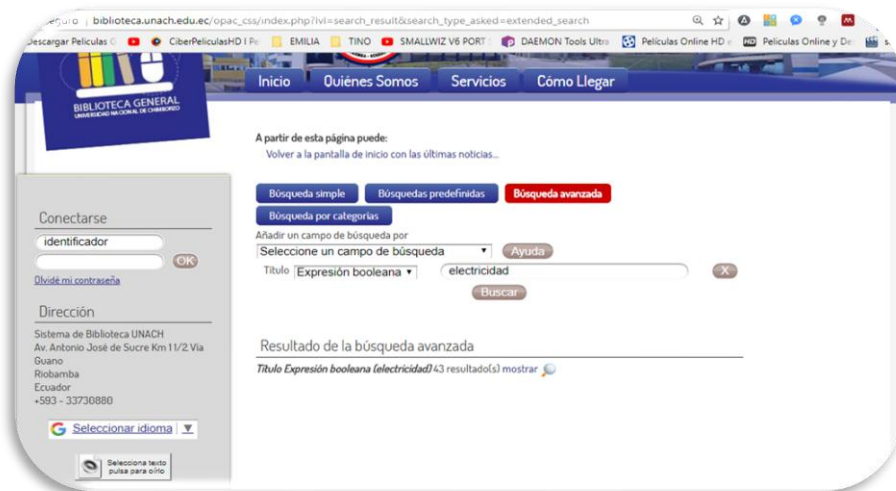 biblioteca.unach.edu.ec/opac_css/index.php?lvl=search_result&search_type_asked=extended_search
Descargar Peliculas CiberPeliculasHD I Pe EMILIA TINO SMALLWIZ V6 PORT DAEMON Tools Ultra Películas Online HD Peliculas Online y De
BIBLIOTECA GENERAL
UNIVERSIDAD NACIONAL DE CHIMBORAZO
Inicio Quiénes Somos Servicios Cómo Llegar
A partir de esta página puede:
Volver a la pantalla de inicio con las últimas noticias...
Búsqueda simple Búsquedas predefinidas Búsqueda avanzada
Búsqueda por categorías
Añadir un campo de búsqueda por
Seleccione un campo de búsqueda Ayuda
Título Expresión booleana electricidad X
Buscar
Resultado de la búsqueda avanzada
Título Expresión booleana (electricidad) 43 resultado(s) mostrar
Conectarse
identificador
OK
Olvidé mi contraseña
Dirección
Sistema de Biblioteca UNACH
Av. Antonio José de Sucre Km 1 1/2 Vía
Guano
Riobamba
Ecuador
+593 - 33730880
G Seleccionar idioma ▼
Selecciona texto
pulsa para oírlo